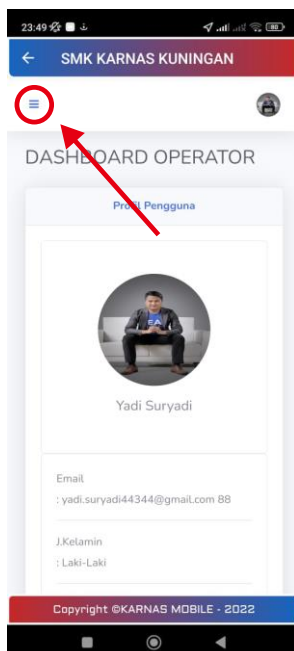 23:49
80
SMK KARNAS KUNINGAN
DASHBOARD OPERATOR
Profil Pengguna
EA
Yadi Suryadi
Email
: yadi.suryadi44344@gmail.com 88
J.Kelamin
: Laki-Laki
Copyright ©KARNAS MOBILE - 2022